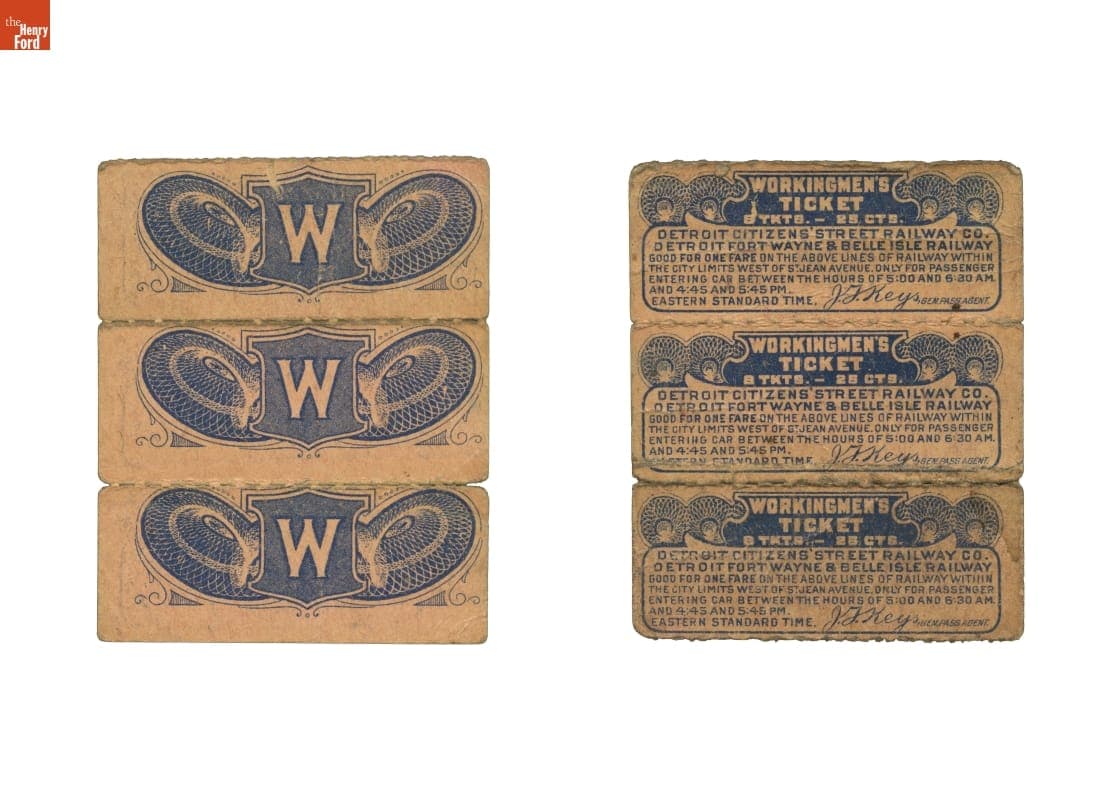 the
Henry
Ford
W
W
W
WORKINGMEN'S
TICKET
8 TKTS. - 25 CTS.
DETROIT CITIZENS' STREET RAILWAY CO.
DETROIT FORT WAYNE & BELLE ISLE RAILWAY
GOOD FOR ONE FARE ON THE ABOVE LINES OF RAILWAY WITHIN
THE CITY LIMITS WEST OF ST. JEAN AVENUE. ONLY FOR PASSENGER
ENTERING CAR BETWEEN THE HOURS OF 5:00 AND 6:30 AM.
AND 4:45 AND 5:45 PM.
EASTERN STANDARD TIME. J.F. Keys, GEN. PASS. AGENT.
WORKINGMEN'S
TICKET
8 TKTS. - 25 CTS.
DETROIT CITIZENS' STREET RAILWAY CO.
DETROIT FORT WAYNE & BELLE ISLE RAILWAY
GOOD FOR ONE FARE ON THE ABOVE LINES OF RAILWAY WITHIN
THE CITY LIMITS WEST OF ST. JEAN AVENUE. ONLY FOR PASSENGER
ENTERING CAR BETWEEN THE HOURS OF 5:00 AND 6:30 AM.
AND 4:45 AND 5:45 PM.
EASTERN STANDARD TIME. J.F. Keys, GEN. PASS. AGENT.
WORKINGMEN'S
TICKET
8 TKTS. - 25 CTS.
DETROIT CITIZENS' STREET RAILWAY CO.
DETROIT FORT WAYNE & BELLE ISLE RAILWAY
GOOD FOR ONE FARE ON THE ABOVE LINES OF RAILWAY WITHIN
THE CITY LIMITS WEST OF ST. JEAN AVENUE. ONLY FOR PASSENGER
ENTERING CAR BETWEEN THE HOURS OF 5:00 AND 6:30 AM.
AND 4:45 AND 5:45 PM.
EASTERN STANDARD TIME. J.F. Keys, GEN. PASS. AGENT.